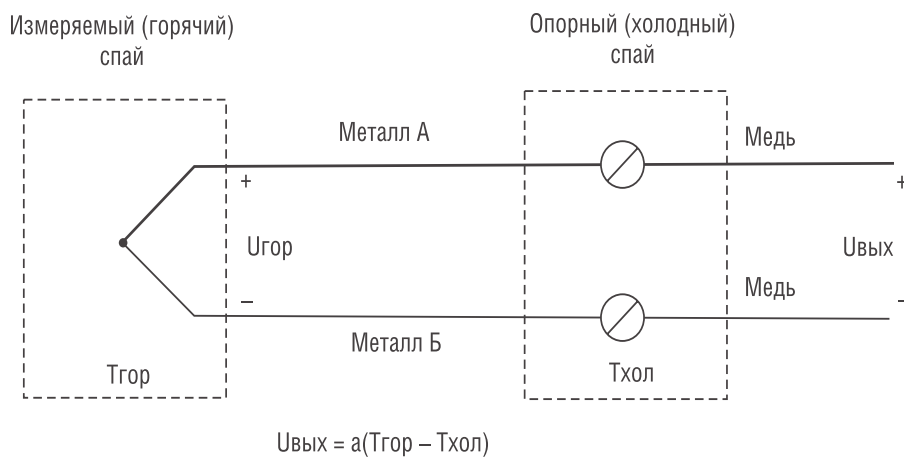 Измеряемый (горячий)
спай
Опорный (холодный)
спай
Металл А
Медь
+
+
Uгор
Uвых
–
Медь
–
Металл Б
Tгор
Tхол
Uвых = a(Tгор – Tхол)